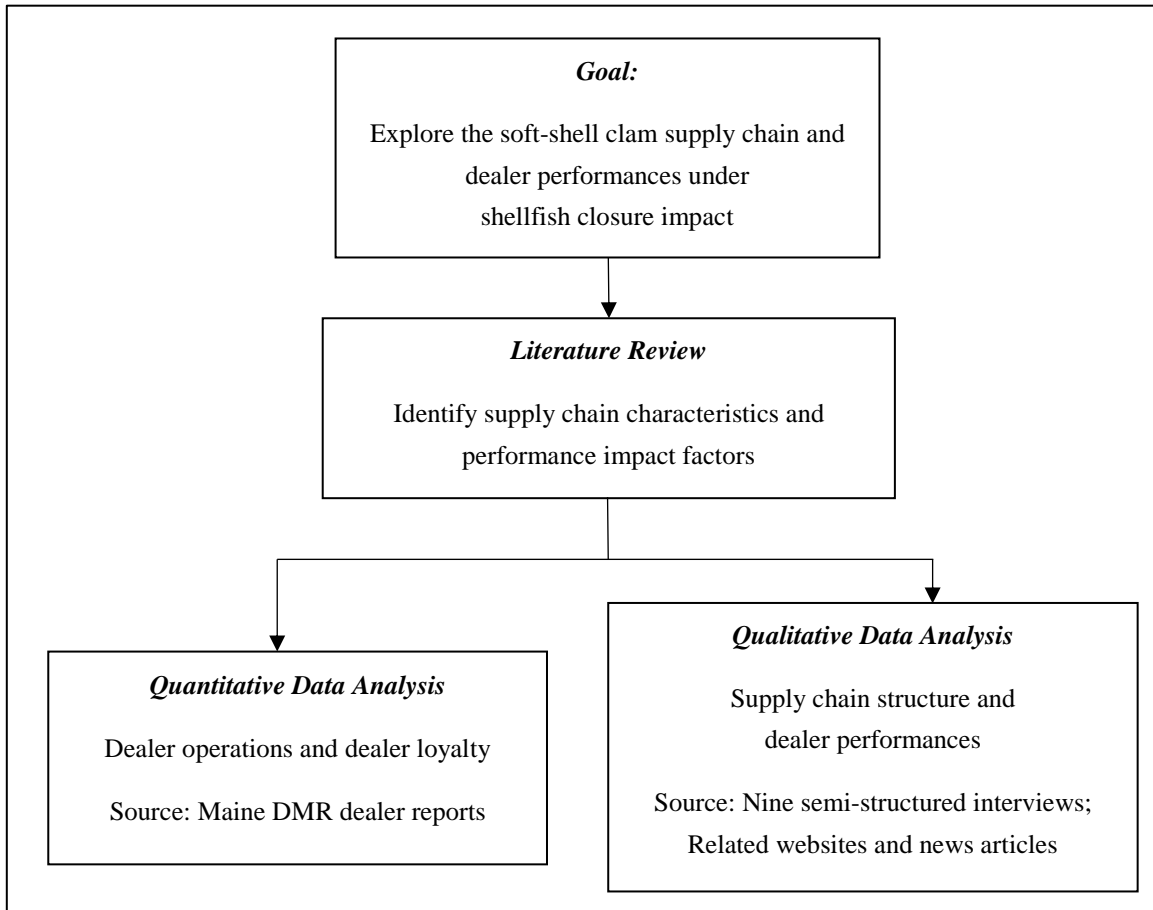 Goal:
Explore the soft-shell clam supply chain and
dealer performances under
shellfish closure impact
Literature Review
Identify supply chain characteristics and
performance impact factors
Quantitative Data Analysis
Dealer operations and dealer loyalty
Source: Maine DMR dealer reports
Qualitative Data Analysis
Supply chain structure and
dealer performances
Source: Nine semi-structured interviews;
Related websites and news articles